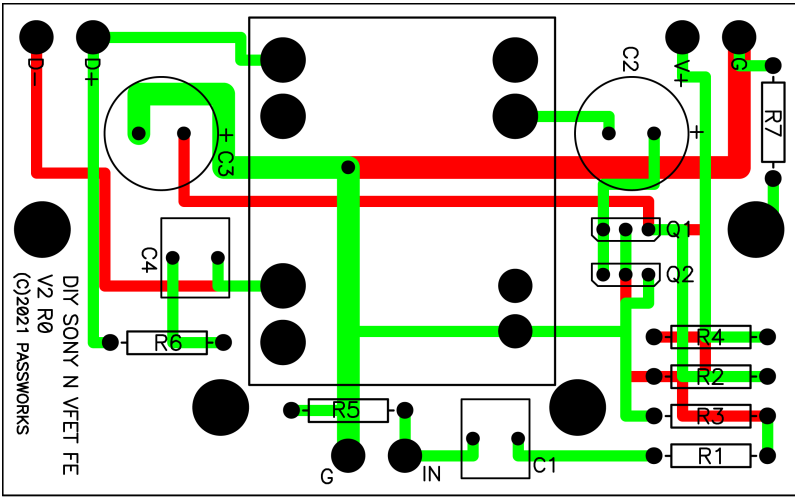 D-
D+
C2
V+
G
R7
+
C3
+
Q1
C4
Q2
DIY SONY N VFET FE
V2 R0
(C)2021 PASSWORKS
R6
R4
R2
R5
R3
R1
G
IN
C1